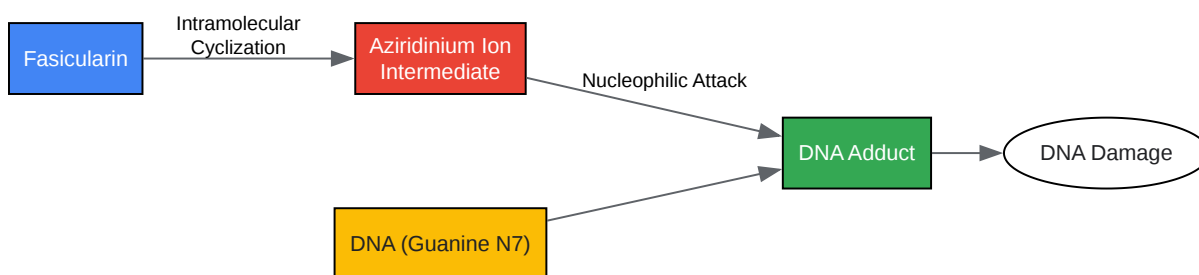 Fasicularin
Intramolecular
Cyclization
Aziridinium Ion
Intermediate
Nucleophilic Attack
DNA (Guanine N7)
DNA Adduct
DNA Damage